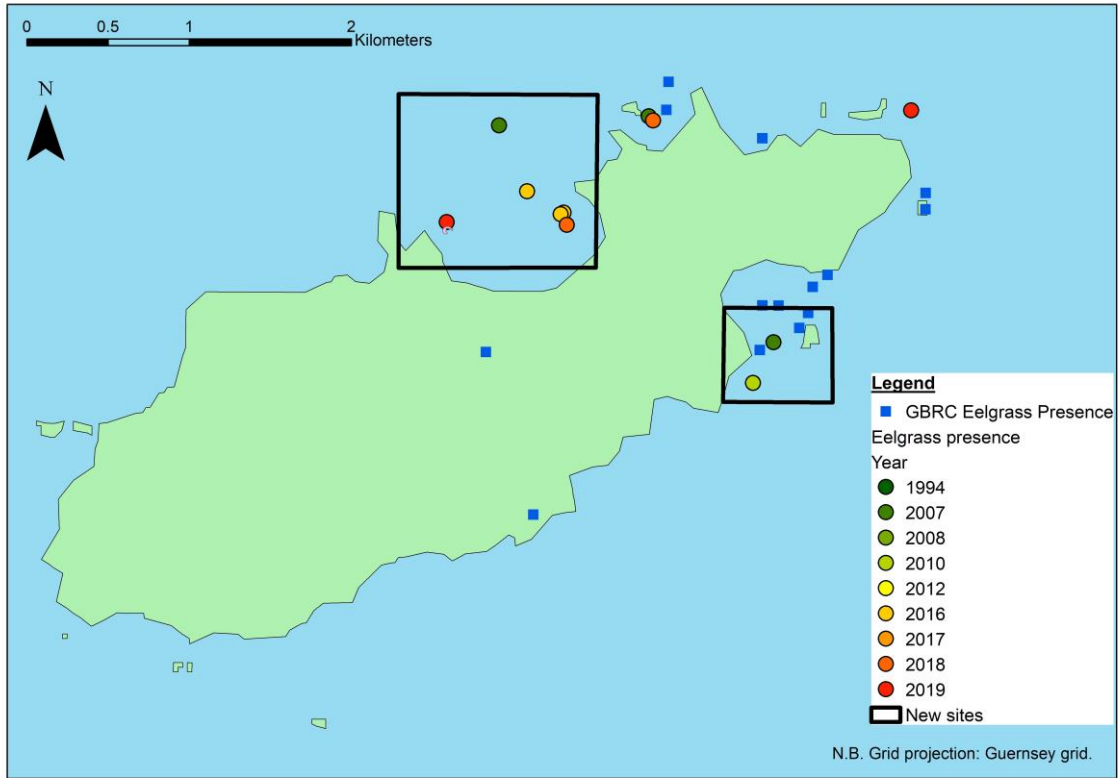 0 0.5 1 2
Kilometers
N
Legend
GBRC Eelgrass Presence
Eelgrass presence
Year
1994
2007
2008
2010
2012
2016
2017
2018
2019
New sites
N.B. Grid projection: Guernsey grid.